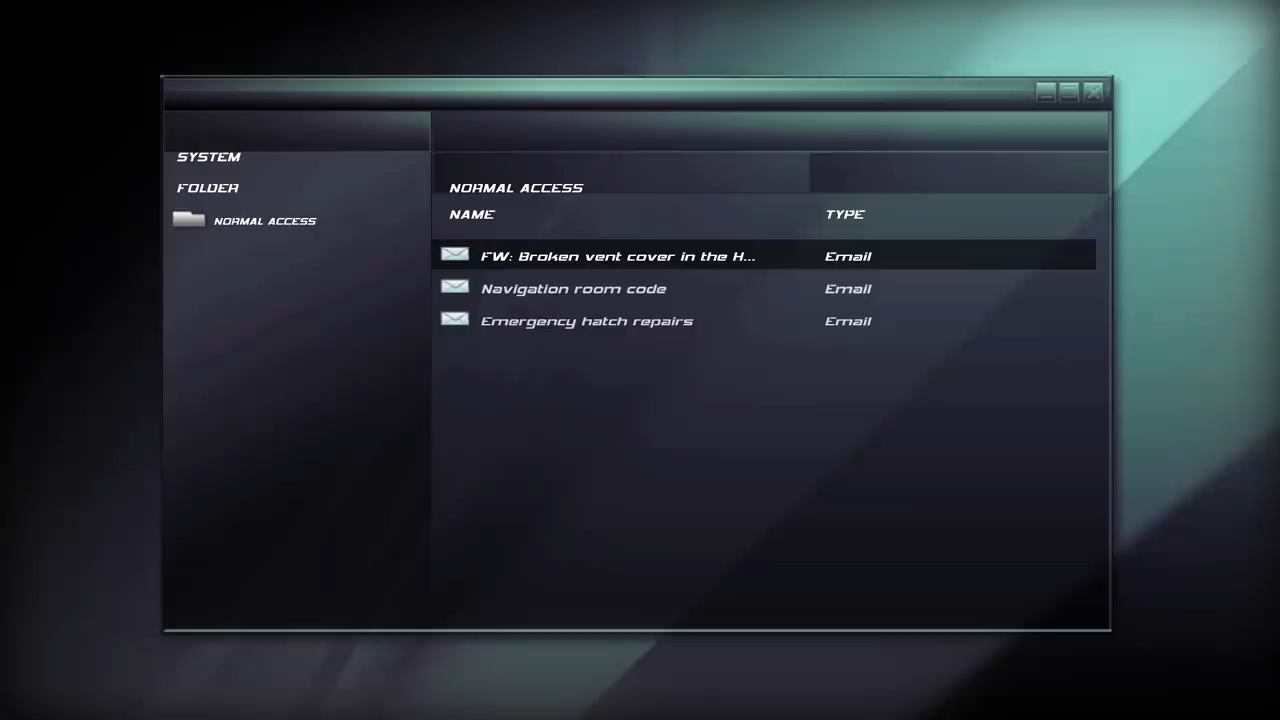 SYSTEM
FOLDER
NORMAL ACCESS
NORMAL ACCESS
NAME TYPE
FW: Broken vent cover in the H... Email
Navigation room code Email
Emergency hatch repairs Email